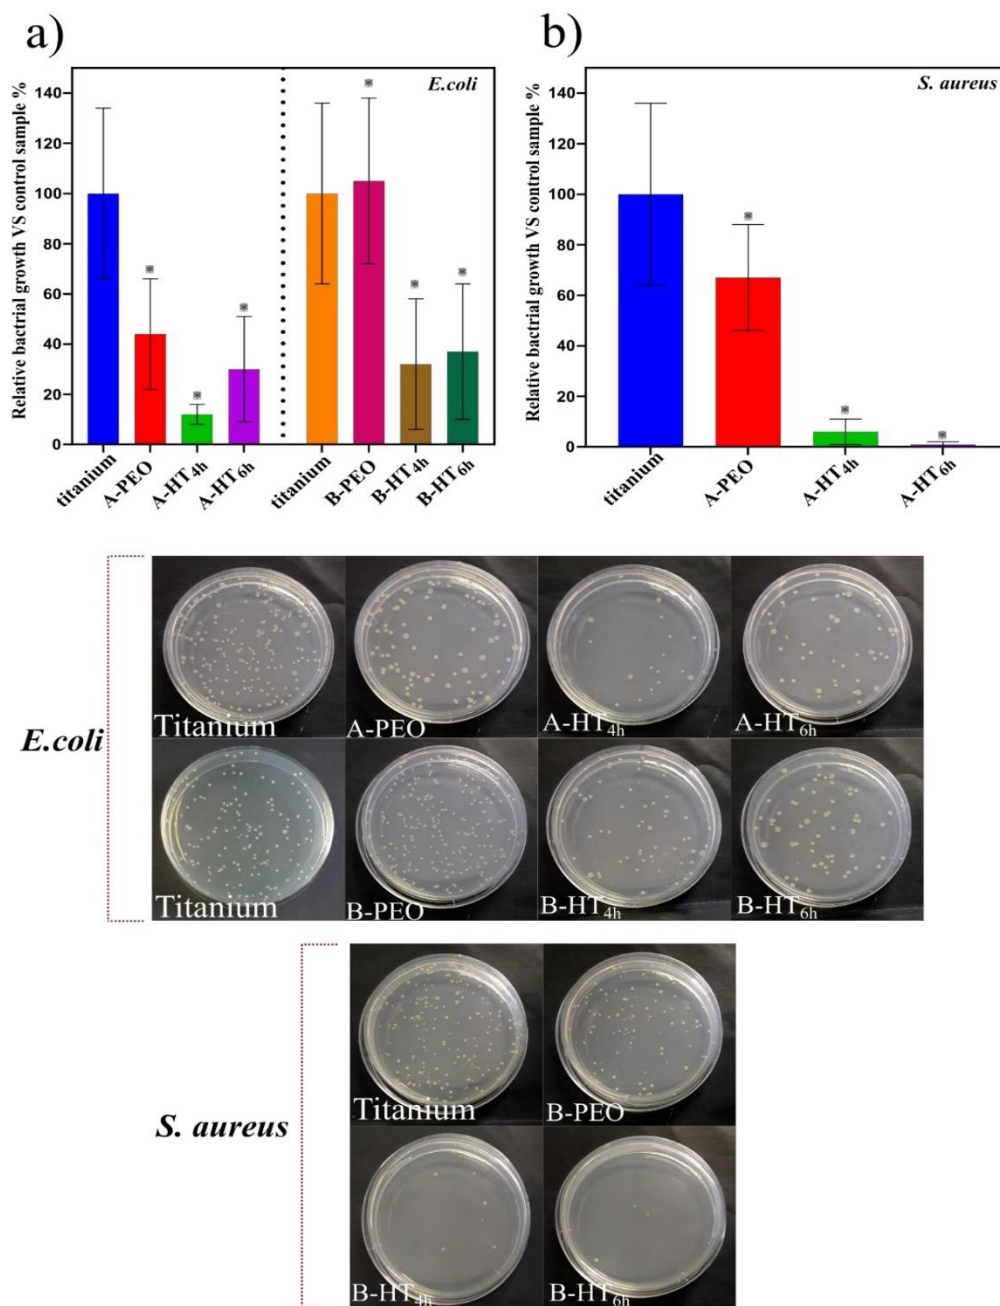 a)
Relative bactrial growth VS control sample %
140
120
100
80
60
40
20
0
E.coli
titanium
A-PEO
A-HT4h
A-HT6h
titanium
B-PEO
B-HT4h
B-HT6h
b)
Relative bactrial growth VS control sample %
140
120
100
80
60
40
20
0
S. aureus
titanium
A-PEO
A-HT4h
A-HT6h
E.coli
Titanium
A-PEO
A-HT4h
A-HT6h
Titanium
B-PEO
B-HT4h
B-HT6h
S. aureus
Titanium
B-PEO
B-HT4h
B-HT6h